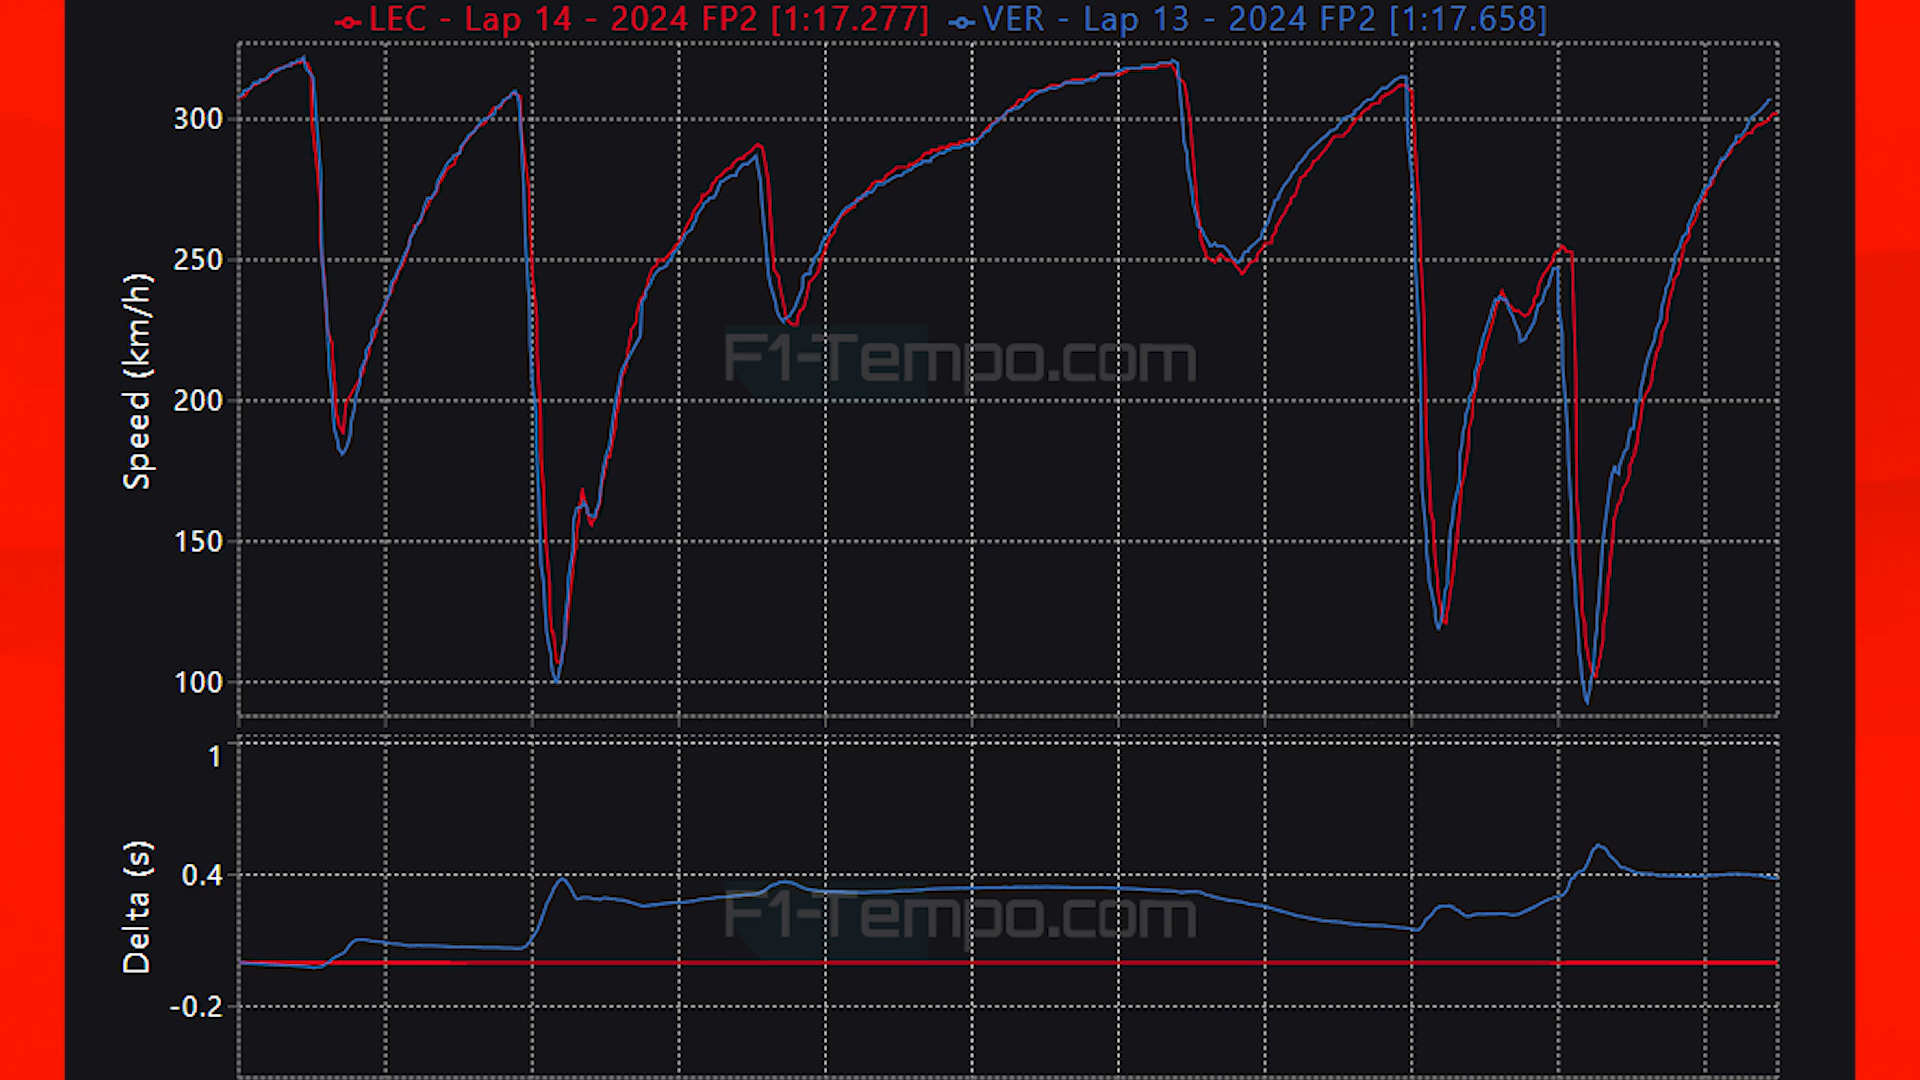 LEC - Lap 14 - 2024 FP2 [1:17.277] VER - Lap 13 - 2024 FP2 [1:17.658]
300
250
200
150
100
Speed (km/h)
F1-Tempo.com
1
0.4
-0.2
Delta (s)
F1-Tempo.com